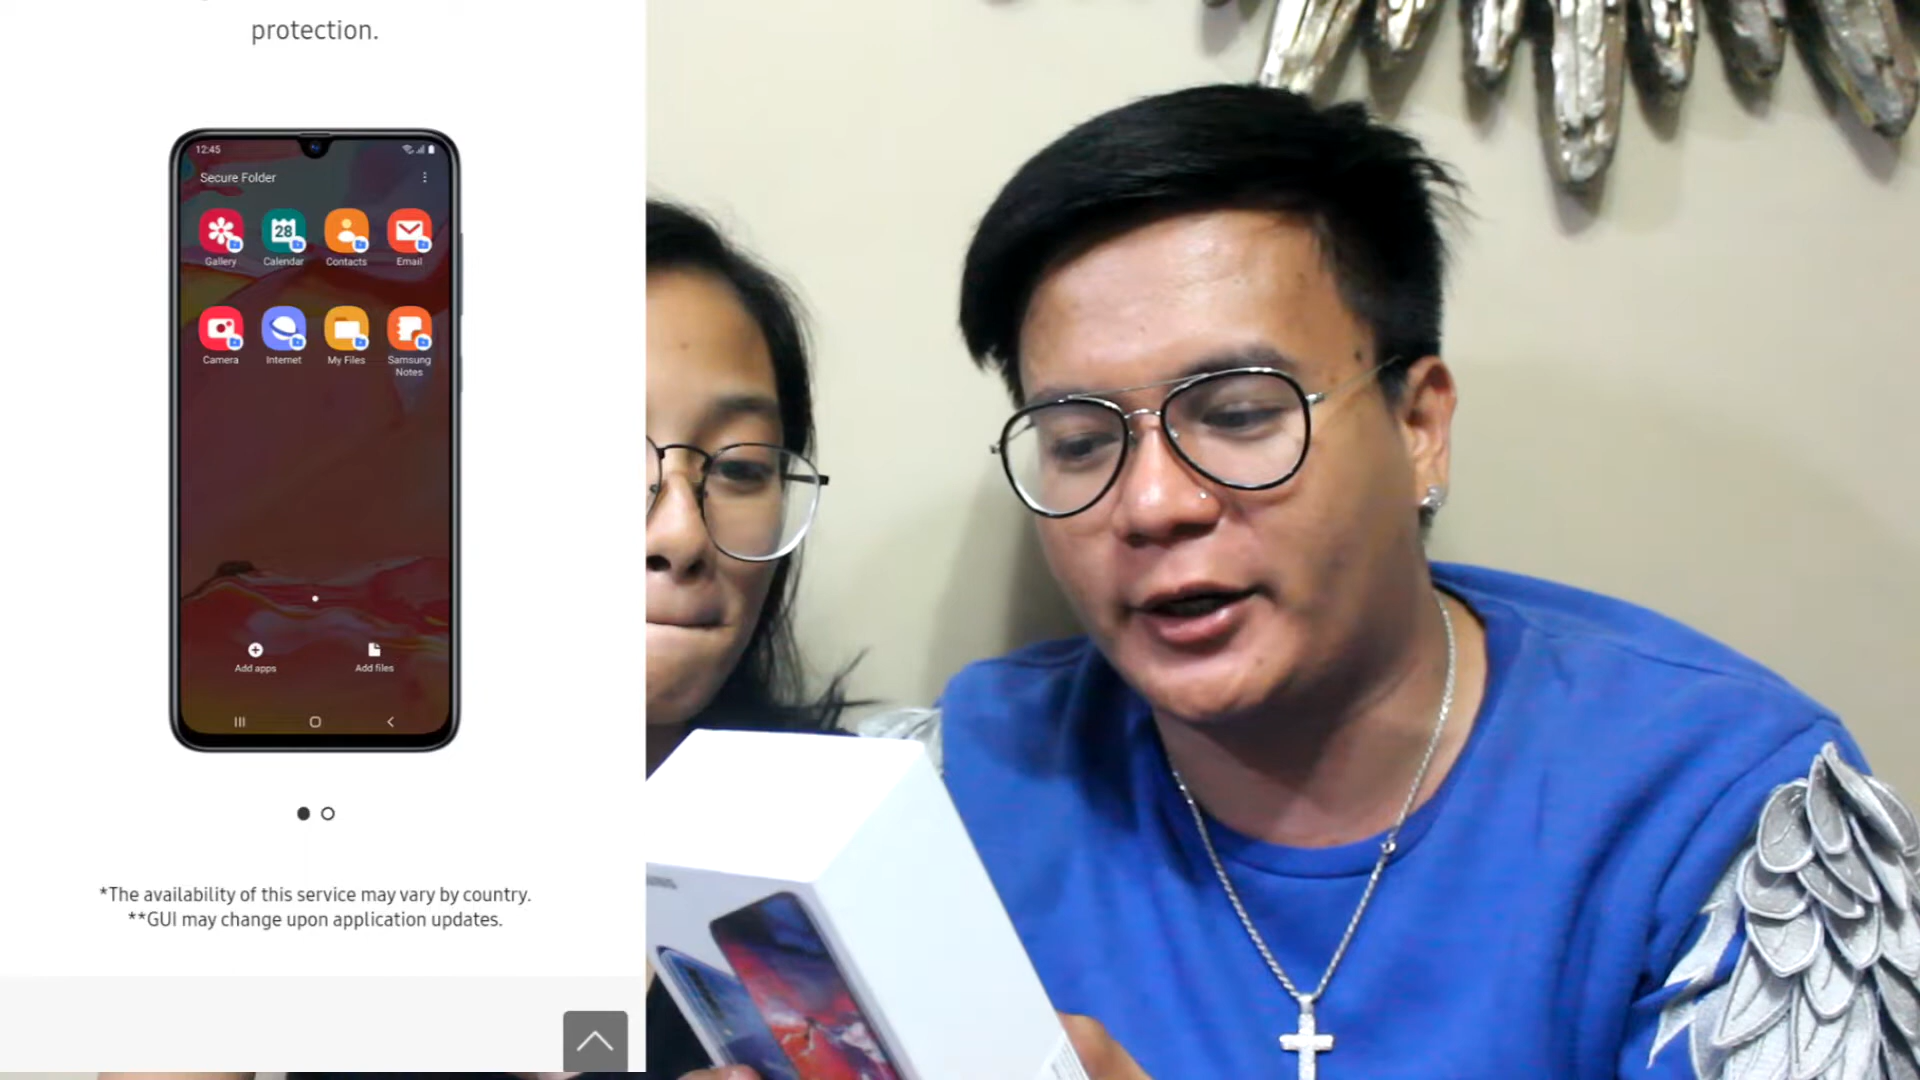 protection.
12:45
Secure Folder
28
Gallery Calendar Contacts Email
Camera Internet My Files Samsung
Notes
Add apps Add files
*The availability of this service may vary by country.
**GUI may change upon application updates.